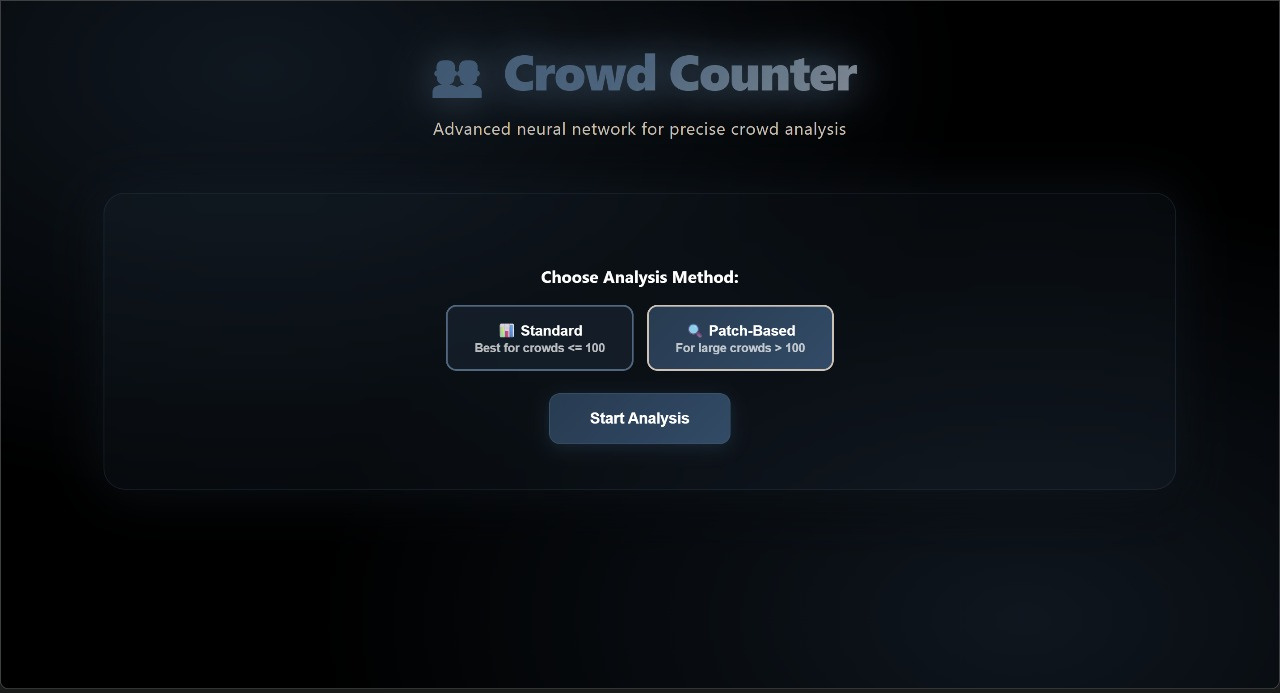 Crowd Counter
Advanced neural network for precise crowd analysis
Choose Analysis Method:
Standard
Best for crowds <= 100
Patch-Based
For large crowds > 100
Start Analysis